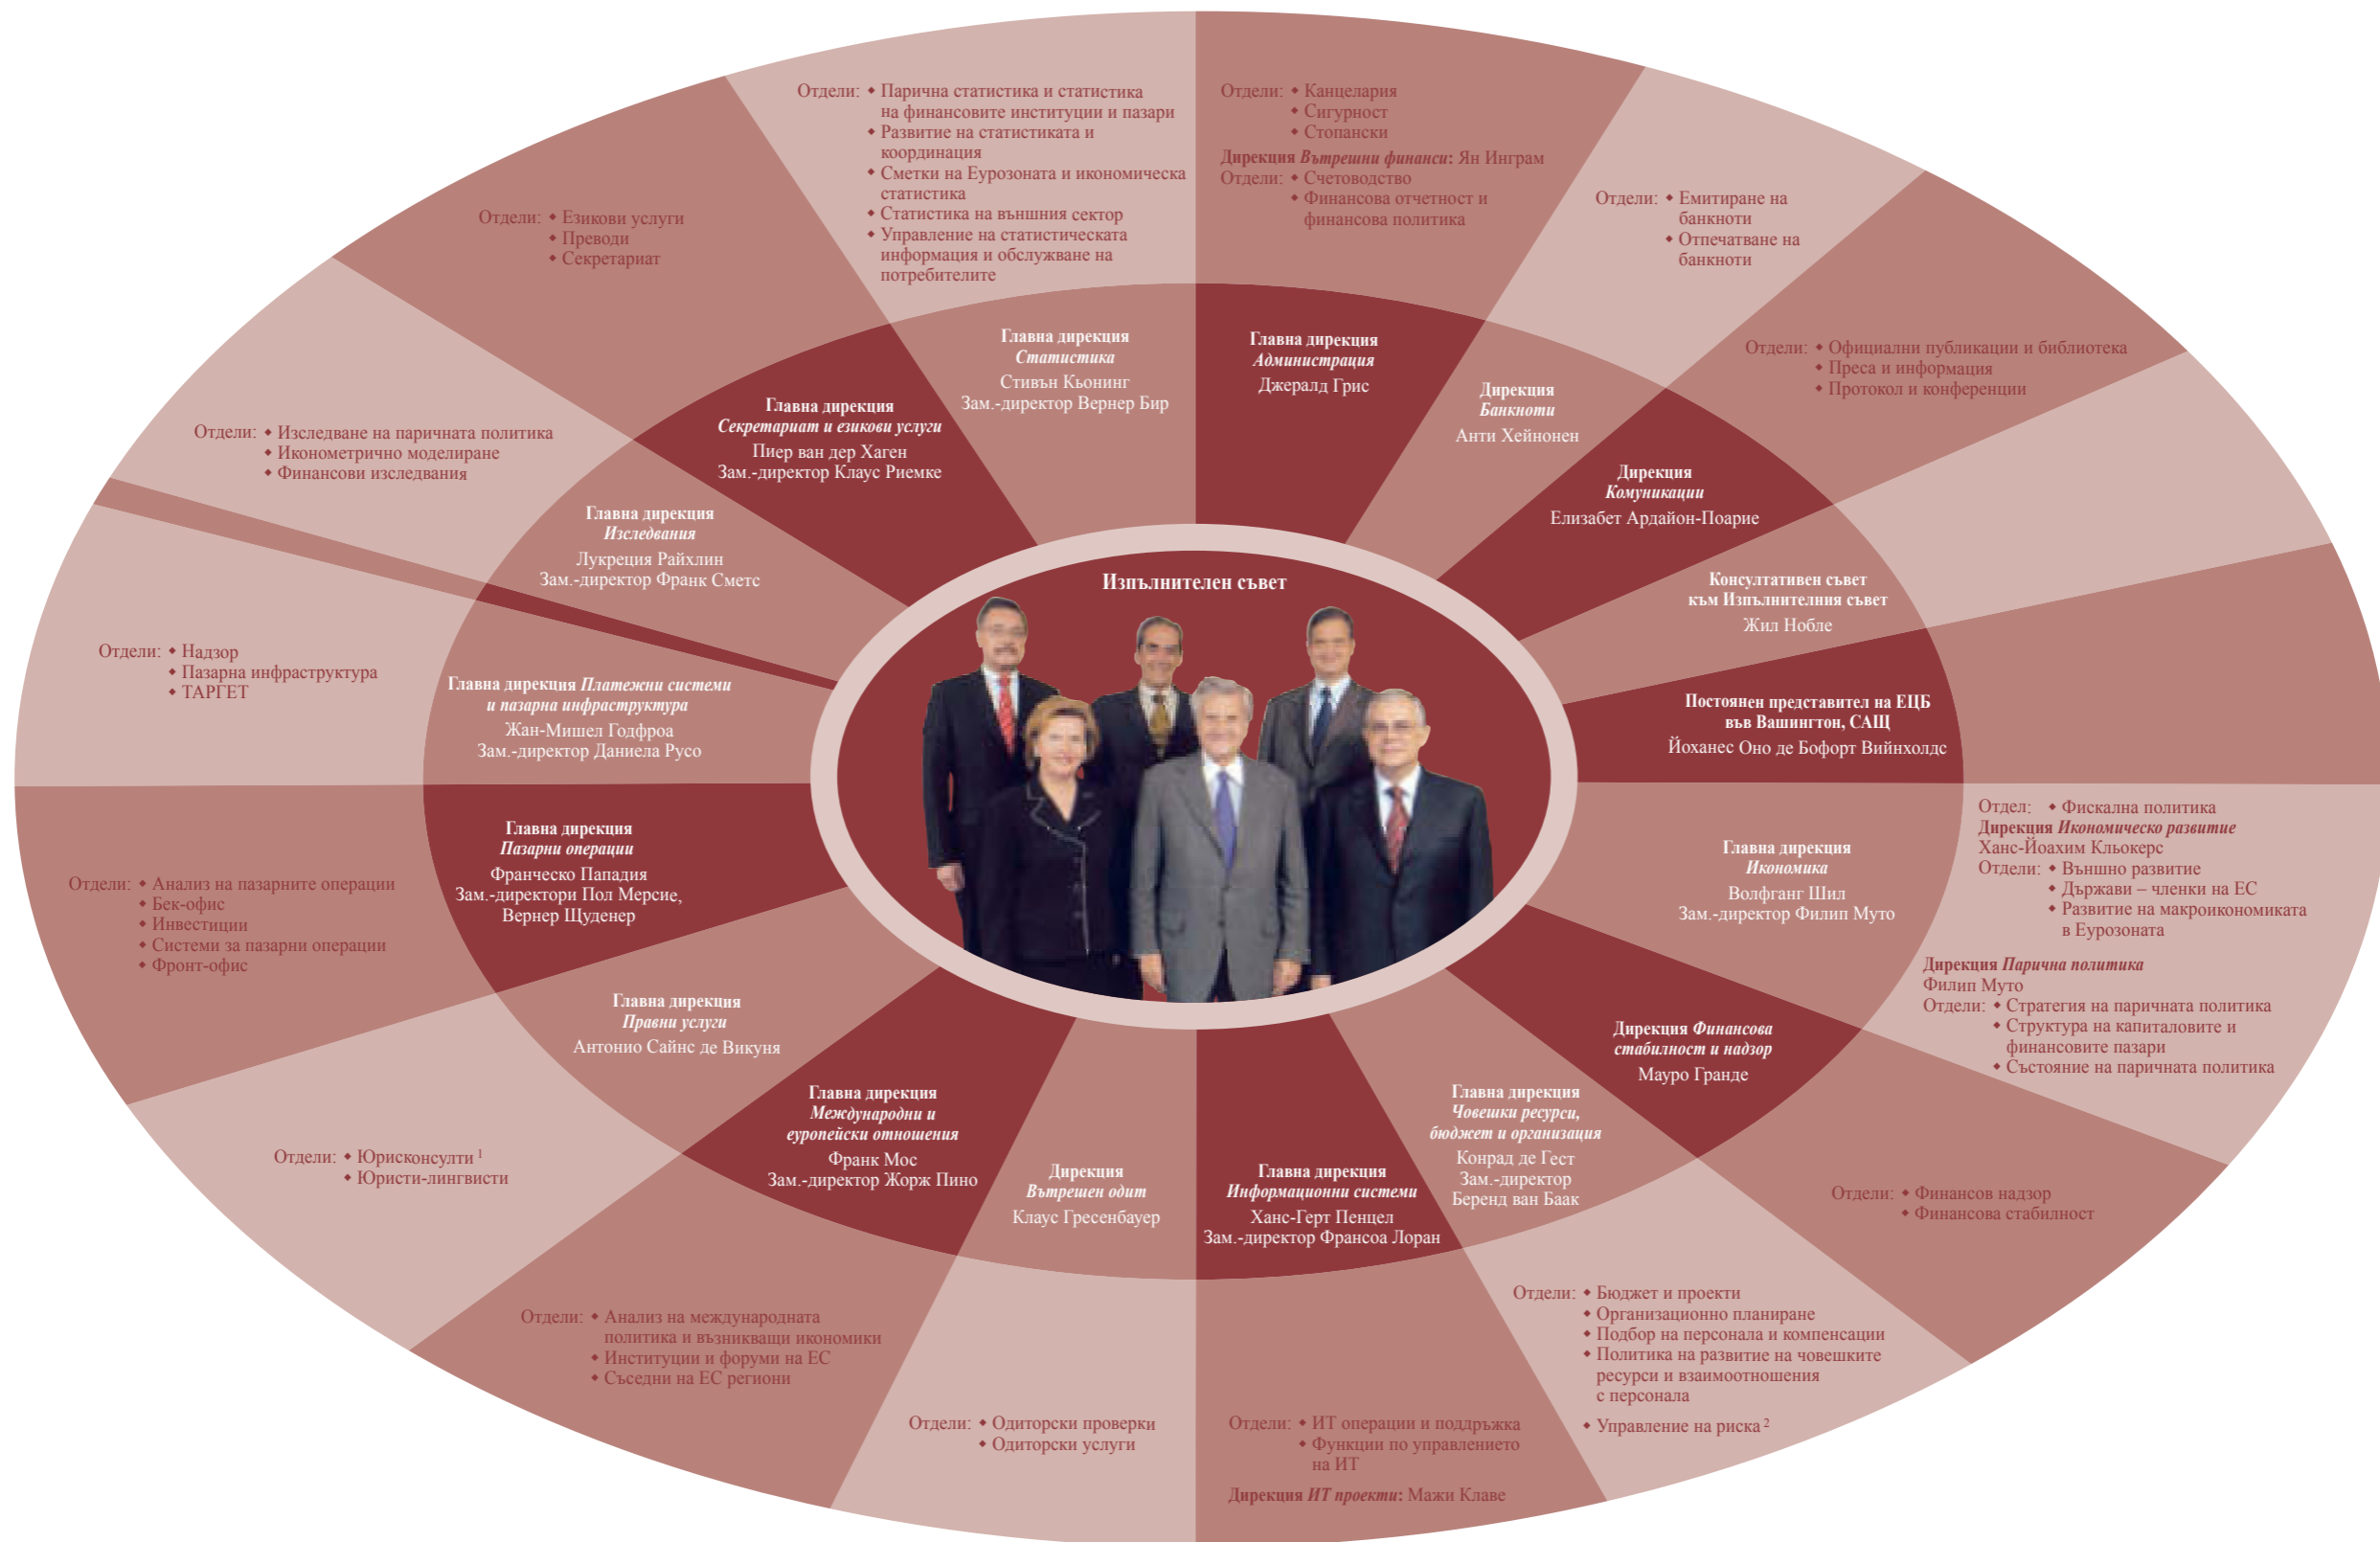 Отдели: ◆ Парична статистика и статистика
на финансовите институции и пазари
◆ Развитие на статистиката и
координация
◆ Сметки на Еурозоната и икономическа
статистика
◆ Статистика на външния сектор
◆ Управление на статистическата
информация и обслужване на
потребителите
Главна дирекция
Статистика
Стивън Кьонинг
Зам.-директор Вернер Бир
Отдели: ◆ Канцелария
◆ Сигурност
◆ Стопански
Дирекция Вътрешни финанси: Ян Инграм
Отдели: ◆ Счетоводство
◆ Финансова отчетност и
финансова политика
Главна дирекция
Администрация
Джералд Грис
Отдели: ◆ Емитиране на
банкноти
◆ Отпечатване на
банкноти
Дирекция
Банкноти
Анти Хейнонен
Отдели: ◆ Официални публикации и библиотека
◆ Преса и информация
◆ Протокол и конференции
Дирекция
Комуникации
Елизабет Ардайон-Поарие
Консултативен съвет
към Изпълнителния съвет
Жил Нобле
Постоянен представител на ЕЦБ
във Вашингтон, САЩ
Йоханес Оно де Бофорт Вийнхолдс
Отдел: ◆ Фискална политика
Дирекция Икономическо развитие
Ханс-Йоахим Кльокерс
Отдели: ◆ Външно развитие
◆ Държави – членки на ЕС
◆ Развитие на макроикономиката
в Еурозоната
Дирекция Парична политика
Филип Муто
Отдели: ◆ Стратегия на паричната политика
◆ Структура на капиталовите и
финансовите пазари
◆ Състояние на паричната политика
Главна дирекция
Икономика
Волфганг Шил
Зам.-директор Филип Муто
Дирекция Финансова
стабилност и надзор
Мауро Гранде
Отдели: ◆ Финансов надзор
◆ Финансова стабилност
Главна дирекция
Човешки ресурси,
бюджет и организация
Конрад де Гест
Зам.-директор
Беренд ван Баак
Отдели: ◆ Бюджет и проекти
◆ Организационно планиране
◆ Подбор на персонала и компенсации
◆ Политика на развитие на човешките
ресурси и взаимоотношения
с персонала
◆ Управление на риска 2
Главна дирекция
Информационни системи
Ханс-Герт Пенцел
Зам.-директор Франсоа Лоран
Отдели: ◆ ИТ операции и поддръжка
◆ Функции по управлението
на ИТ
Дирекция ИТ проекти: Мажи Клаве
Дирекция
Вътрешен одит
Клаус Гресенбауер
Отдели: ◆ Одиторски проверки
◆ Одиторски услуги
Главна дирекция
Международни и
еуропейски отношения
Франк Мос
Зам.-директор Жорж Пино
Отдели: ◆ Анализ на международната
политика и възникващи икономики
◆ Институции и форуми на ЕС
◆ Съседни на ЕС региони
Главна дирекция
Правни услуги
Антонио Сайнс де Викуня
Отдели: ◆ Юрисконсулти 1
◆ Юристи-лингвисти
Главна дирекция
Пазарни операции
Франческо Пападия
Зам.-директори Пол Мерсие,
Вернер Щуденер
Отдели: ◆ Анализ на пазарните операции
◆ Бек-офис
◆ Инвестиции
◆ Системи за пазарни операции
◆ Фронт-офис
Главна дирекция Платежни системи
и пазарна инфраструктура
Жан-Мишел Годфроа
Зам.-директор Даниела Русо
Отдели: ◆ Надзор
◆ Пазарна инфраструктура
◆ ТАРГЕТ
Главна дирекция
Изследвания
Лукреция Райхлин
Зам.-директор Франк Сметс
Отдели: ◆ Изследване на паричната политика
◆ Иконометрично моделиране
◆ Финансови изследвания
Главна дирекция
Секретариат и езикови услуги
Пиер ван дер Хаген
Зам.-директор Клаус Риемке
Отдели: ◆ Езикови услуги
◆ Преводи
◆ Секретариат
Изпълнителен съвет